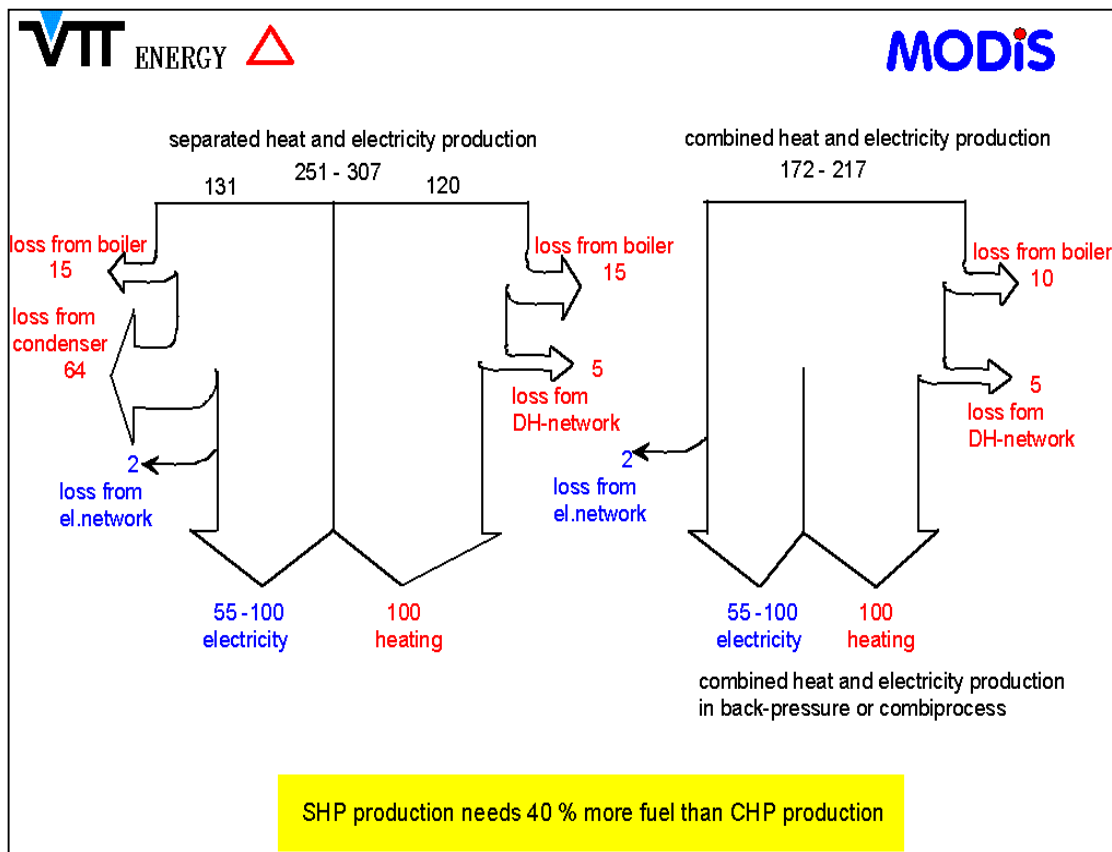 VTT ENERGY
MODiS
separated heat and electricity production
251 - 307
131
120
loss from boiler
15
loss from
condenser
64
2
loss from
el.network
loss from boiler
15
5
loss fom
DH-network
55 -100
electricity
100
heating
combined heat and electricity production
172 - 217
loss from boiler
10
5
loss fom
DH-network
2
loss from
el.network
55 -100
electricity
100
heating
combined heat and electricity production
in back-pressure or combiprocess
SHP production needs 40 % more fuel than CHP production